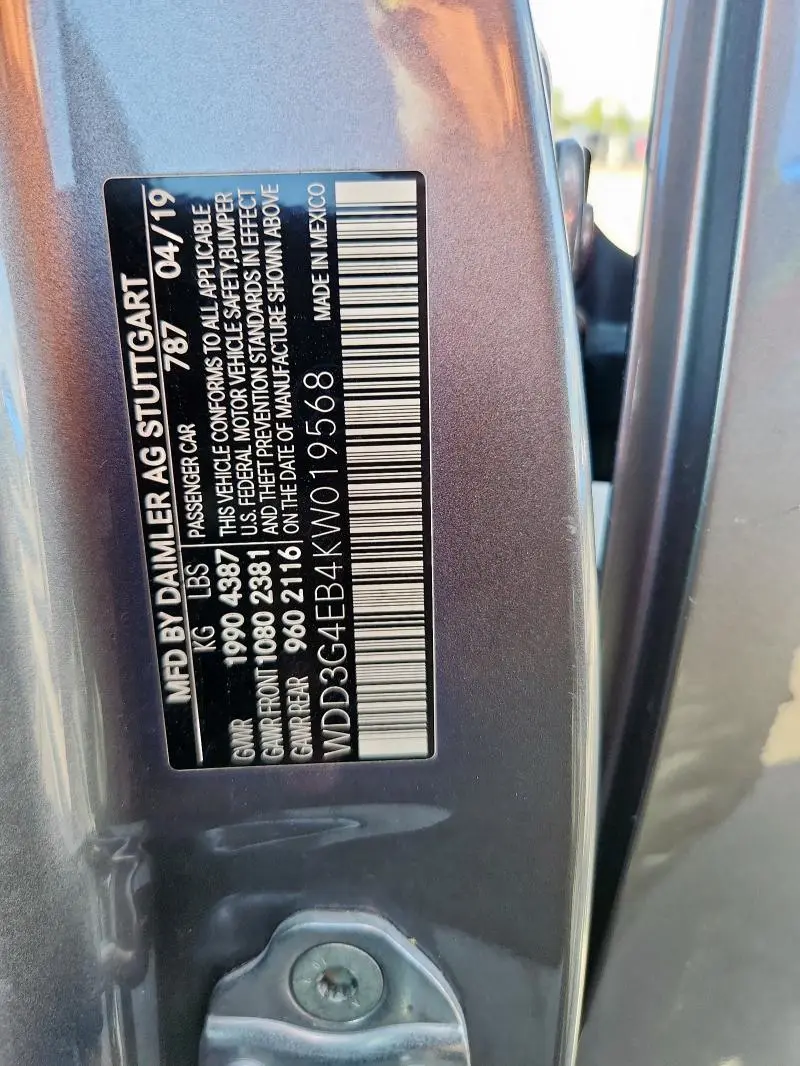 MFD BY DAIMLER AG STUTTGART
KG LBS PASSENGER CAR 787 04/19
GWR 1990 4387 THIS VEHICLE CONFORMS TO ALL APPLICABLE
U.S. FEDERAL MOTOR VEHICLE SAFETY, BUMPER
GAWR FRONT 1080 2381 AND THEFT PREVENTION STANDARDS IN EFFECT
GAWR REAR 960 2116 ON THE DATE OF MANUFACTURE SHOWN ABOVE
WDD3G4EB4KW019568 MADE IN MEXICO